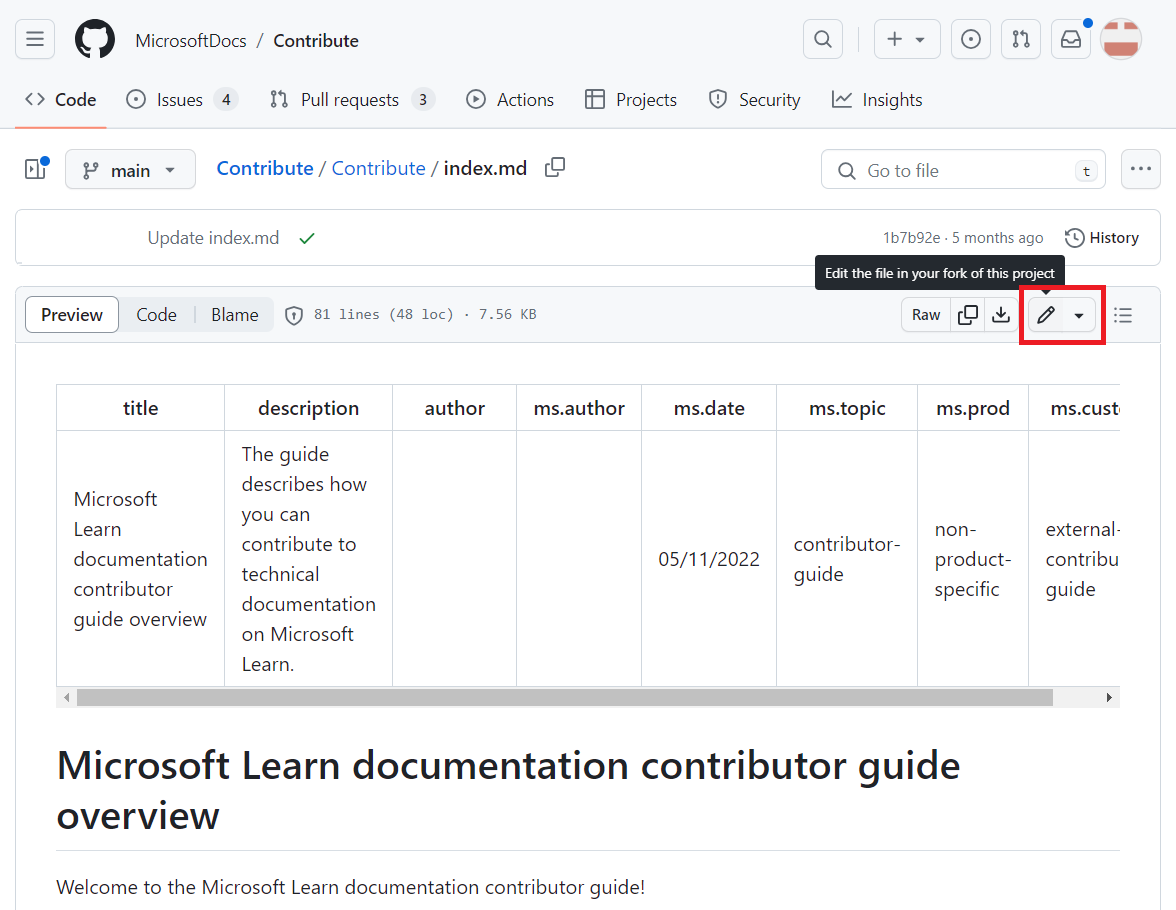 MicrosoftDocs / Contribute
Code Issues 4 Pull requests 3 Actions Projects Security Insights
main Contribute / Contribute / index.md Go to file t
Update index.md 1b7b92e · 5 months ago History
Edit the file in your fork of this project
Preview Code Blame 81 lines (48 loc) · 7.56 KB Raw
title description author ms.author ms.date ms.topic ms.prod ms.custo
Microsoft
Learn
documentation
contributor
guide overview
The guide
describes how
you can
contribute to
technical
documentation
on Microsoft
Learn.
05/11/2022
contributor-
guide
non-
product-
specific
external-
contribu
guide
Microsoft Learn documentation contributor guide
overview
Welcome to the Microsoft Learn documentation contributor guide!